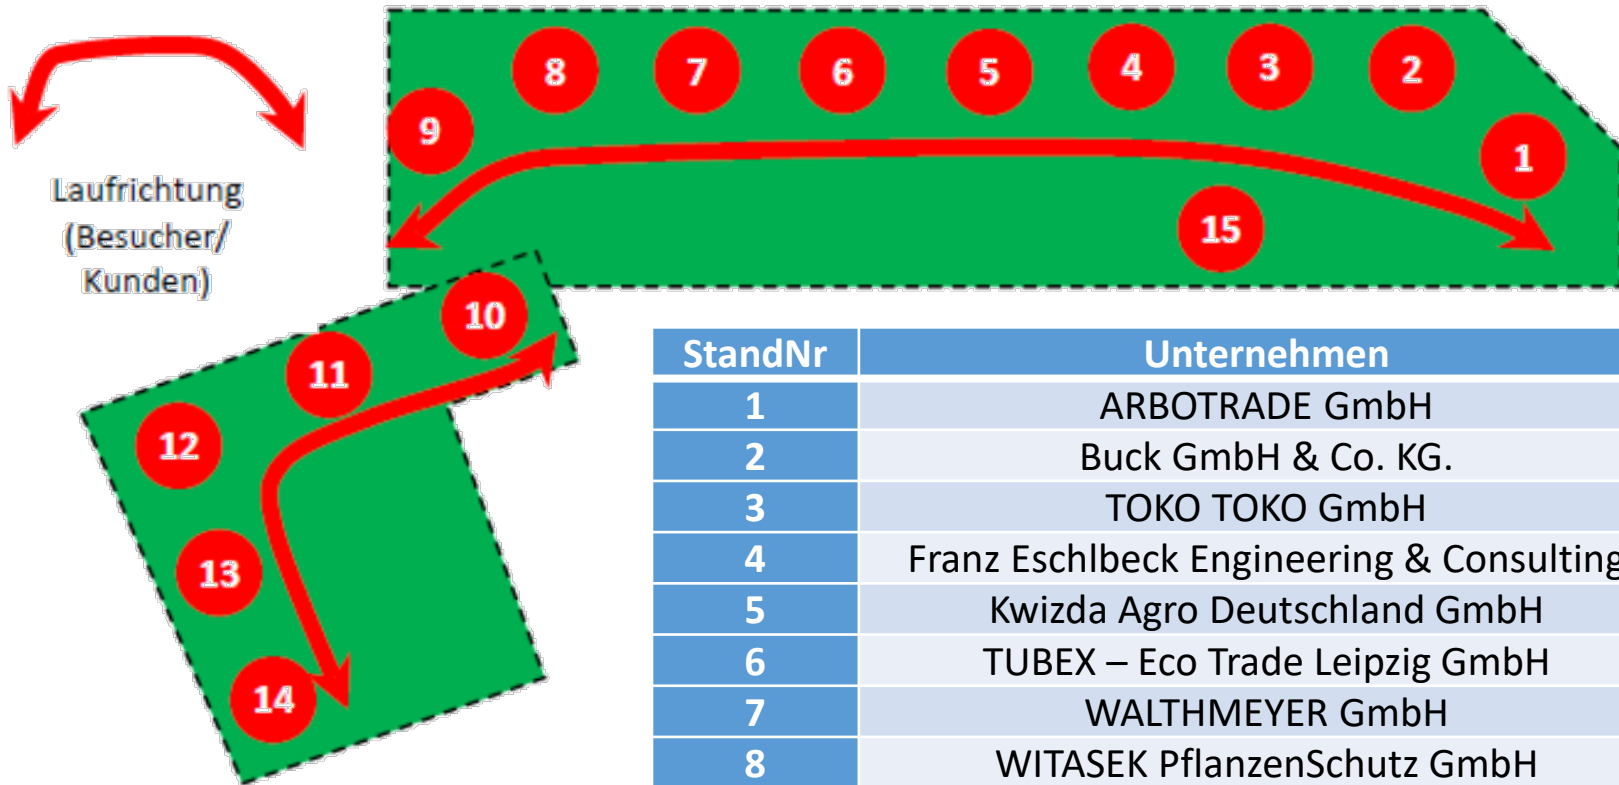 8
7
6
5
4
3
2
9
1
Laufrichtung
(Besucher/
Kunden)
15
10
11
12
13
14
StandNr Unternehmen
1 ARBOTRADE GmbH
2 Buck GmbH & Co. KG.
3 TOKO TOKO GmbH
4 Franz Eschlbeck Engineering & Consulting
5 Kwizda Agro Deutschland GmbH
6 TUBEX – Eco Trade Leipzig GmbH
7 WALTHMEYER GmbH
8 WITASEK PflanzenSchutz GmbH